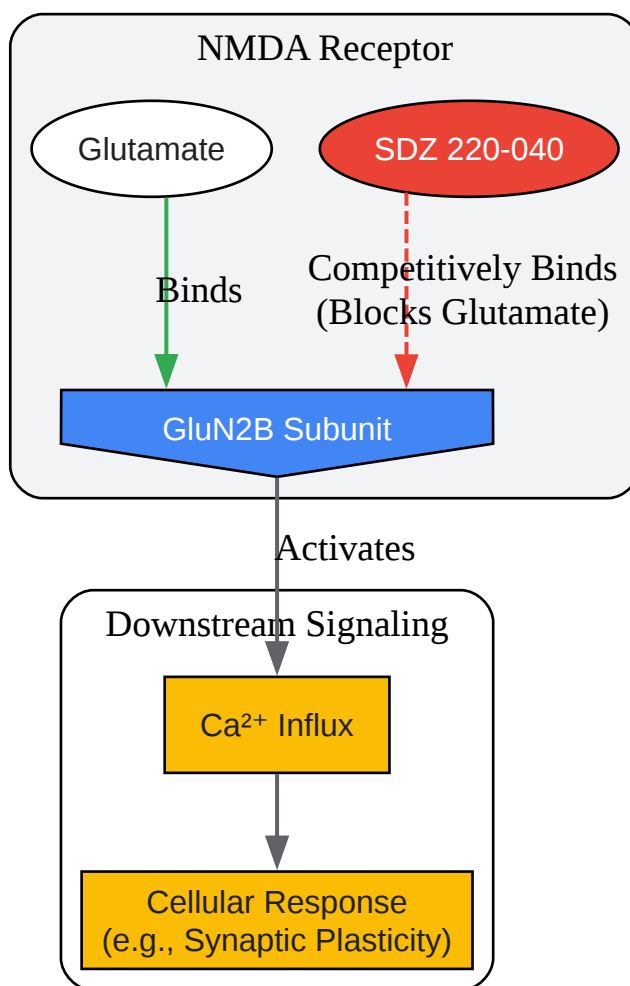 NMDA Receptor
Glutamate
SDZ 220-040
Binds
Competitively Binds
(Blocks Glutamate)
GluN2B Subunit
Activates
Downstream Signaling
Ca²⁺ Influx
Cellular Response
(e.g., Synaptic Plasticity)